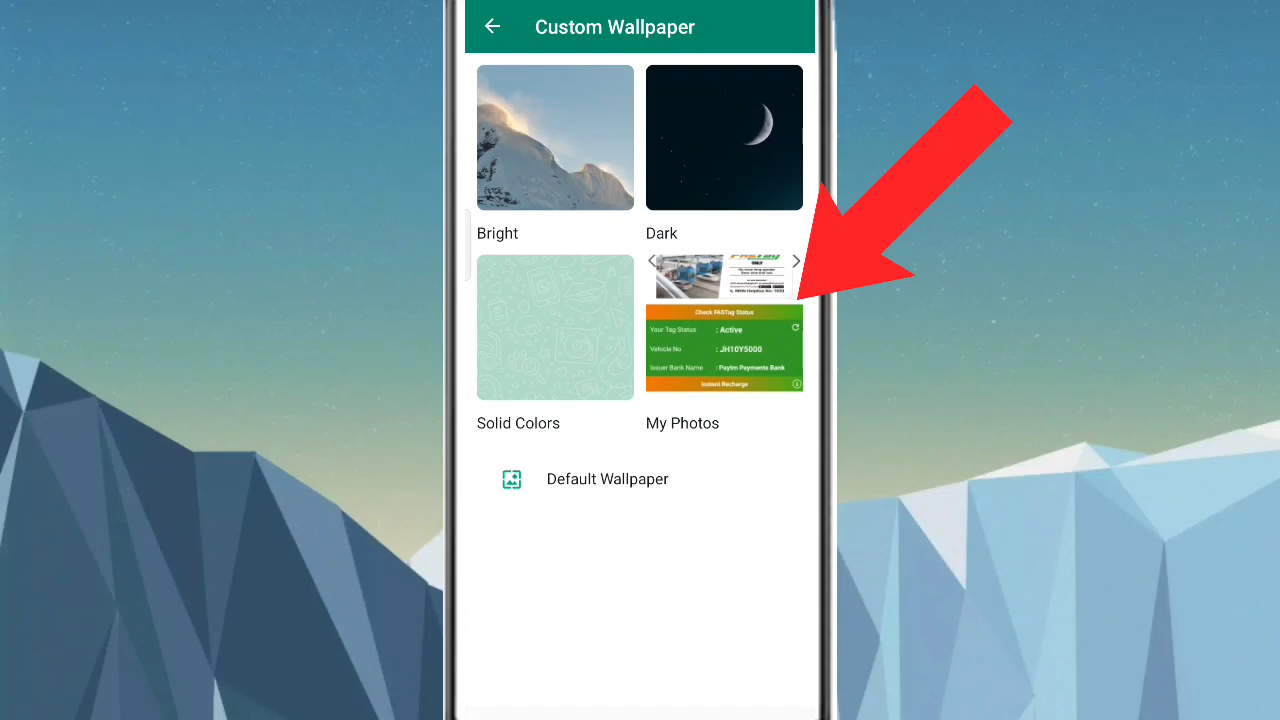 Custom Wallpaper
Bright
Dark
ONLY
Check FASTag Status
Your Tag Status : Active
Vehicle No : JH10Y5000
Issuer Bank Name : Paytm Payments Bank
Instant Recharge
Solid Colors
My Photos
Default Wallpaper